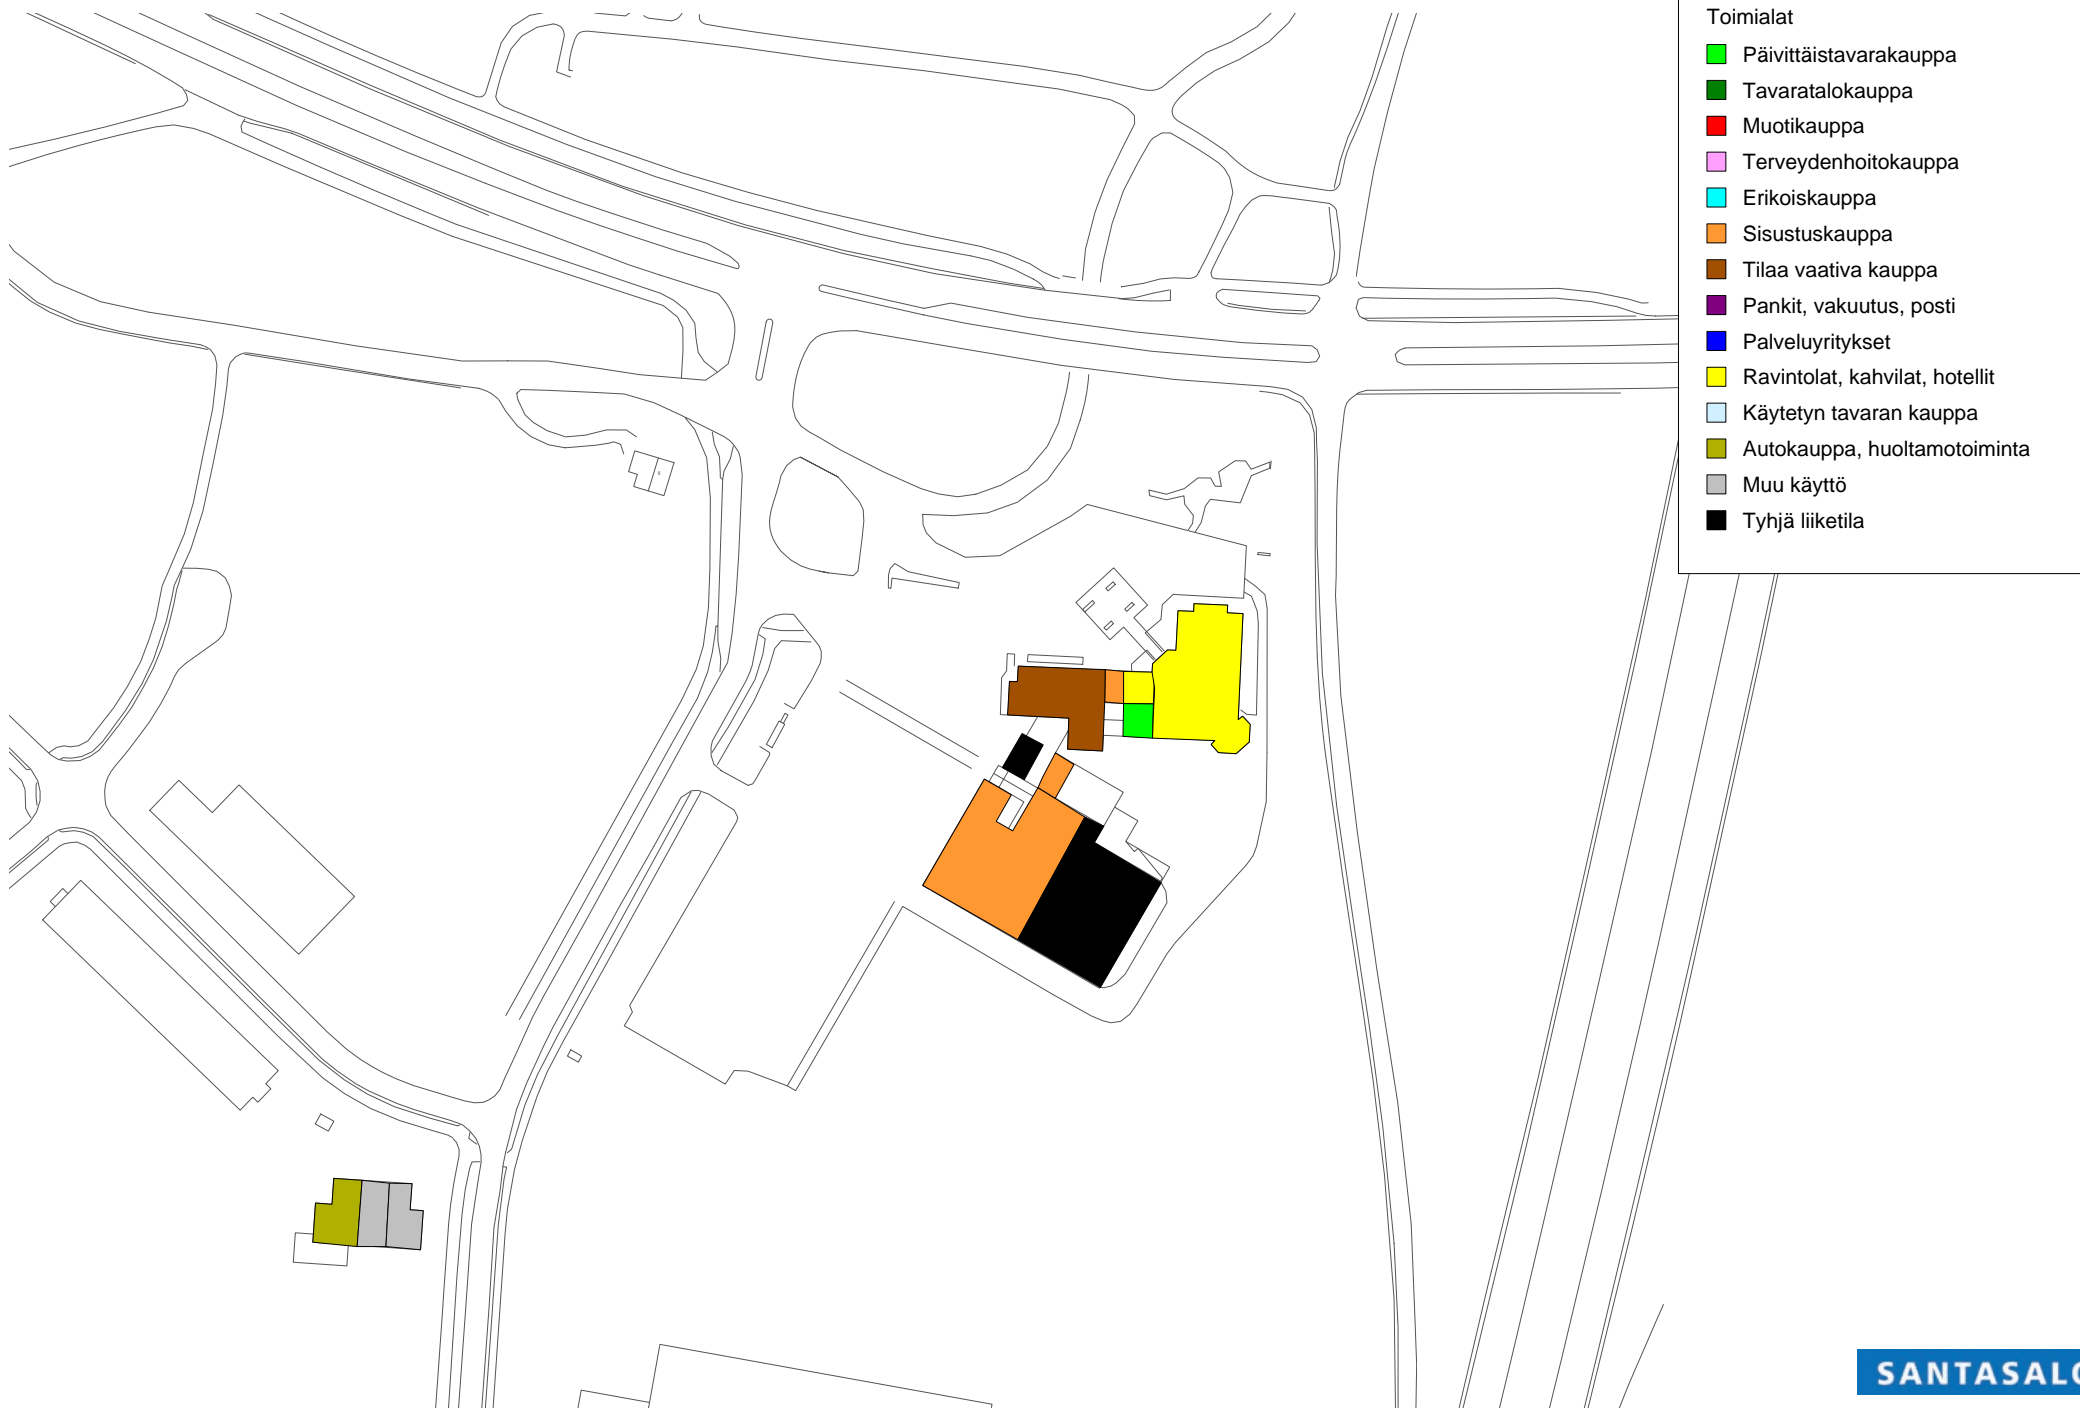 Toimialat
Päivittäistavarakauppa
Tavaratalokauppa
Muotikauppa
Terveydenhoitokauppa
Erikoiskauppa
Sisustuskauppa
Tilaa vaativa kauppa
Pankit, vakuutus, posti
Palveluyritykset
Ravintolat, kahvilat, hotellit
Käytetyn tavaran kauppa
Autokauppa, huoltamotoiminta
Muu käyttö
Tyhjä liiketila
SANTASALO